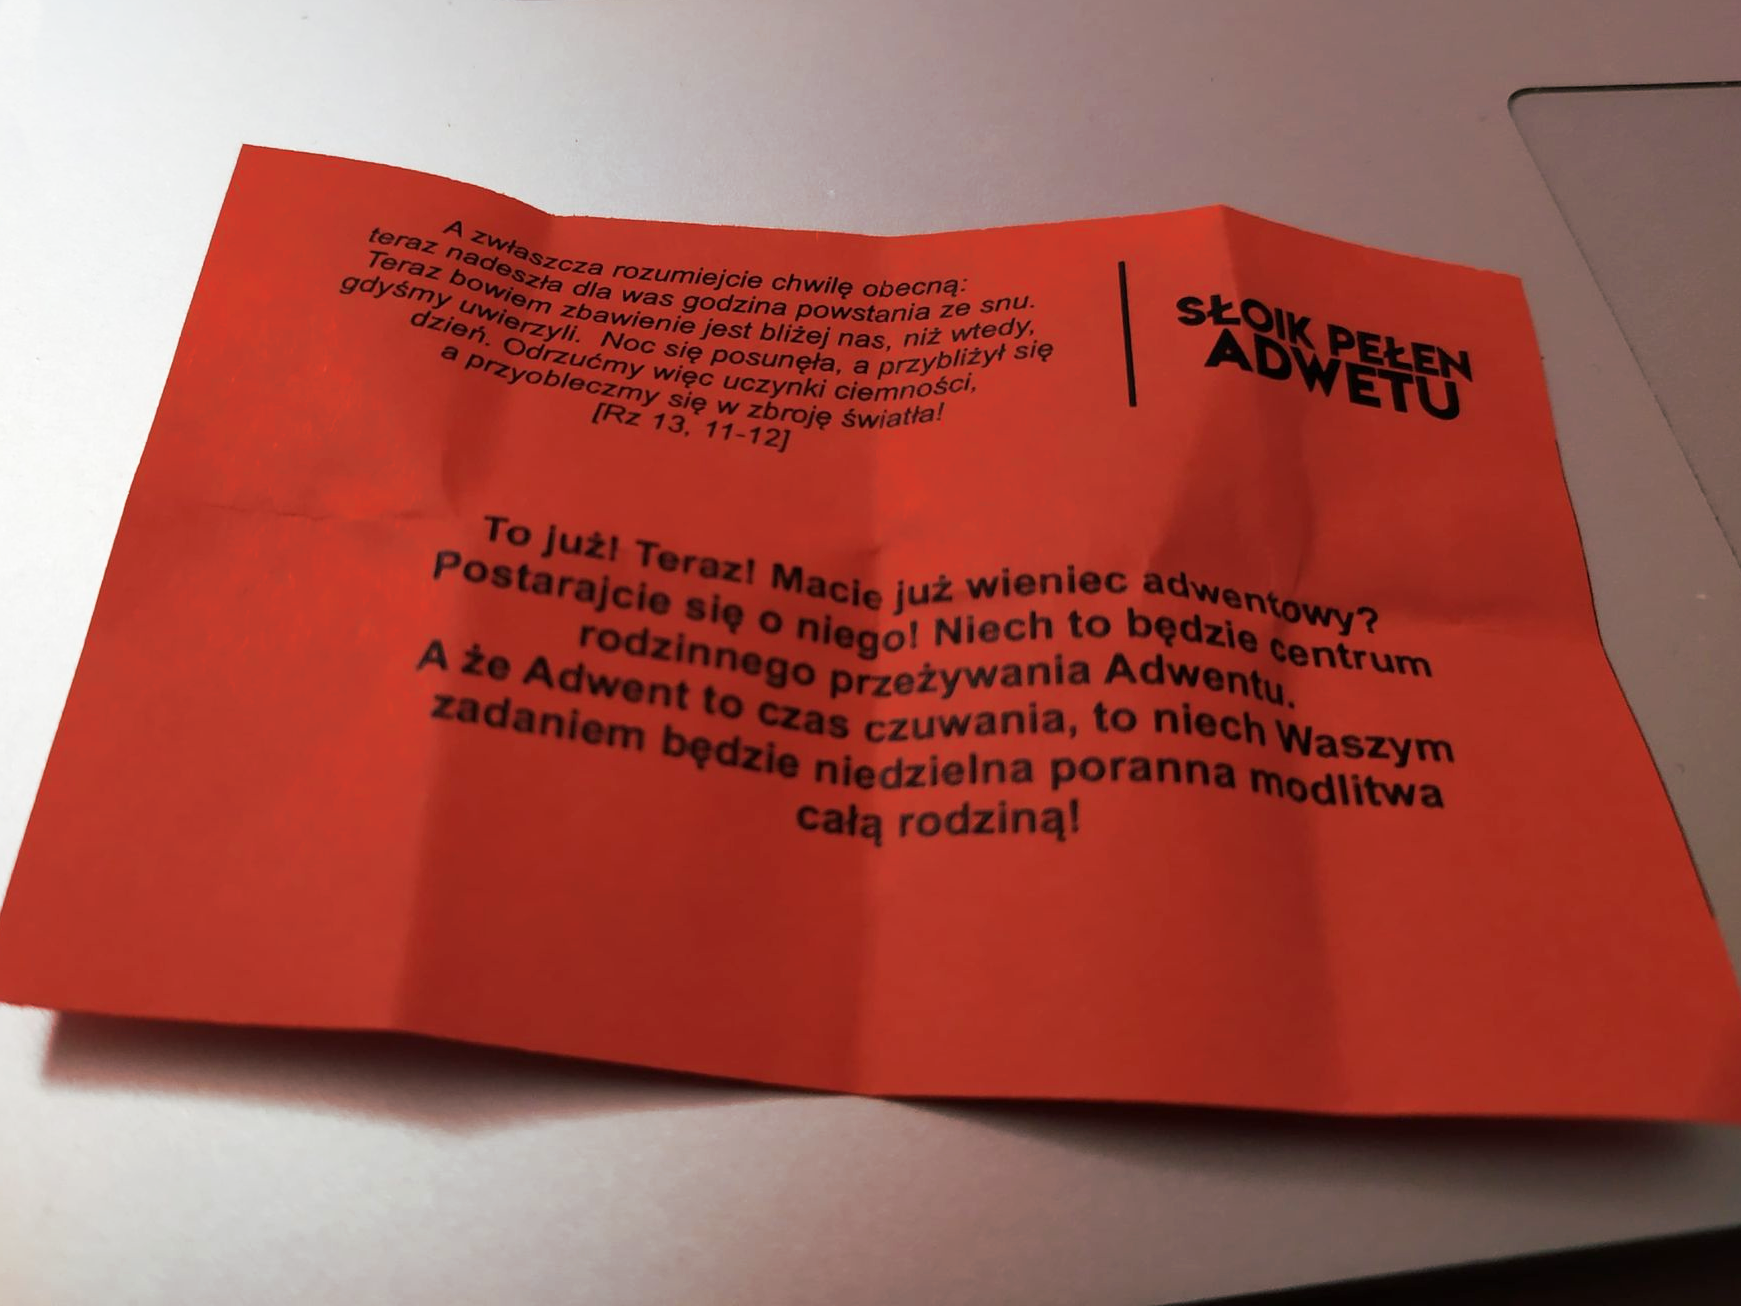 A zwłaszcza rozumiejcie chwilę obecną:
teraz nadeszła dla was godzina powstania ze snu.
Teraz bowiem zbawienie jest bliżej nas, niż wtedy,
gdyśmy uwierzyli. Noc się posunęła, a przybliżył się
dzień. Odrzućmy więc uczynki ciemności,
a przyobleczmy się w zbroję światła!
[Rz 13, 11-12]
SŁOIK PEŁEN
ADWETU
To już! Teraz! Macie już wieniec adwentowy?
Postarajcie się o niego! Niech to będzie centrum
rodzinnego przeżywania Adwentu.
A że Adwent to czas czuwania, to niech Waszym
zadaniem będzie niedzielna poranna modlitwa
całą rodziną!